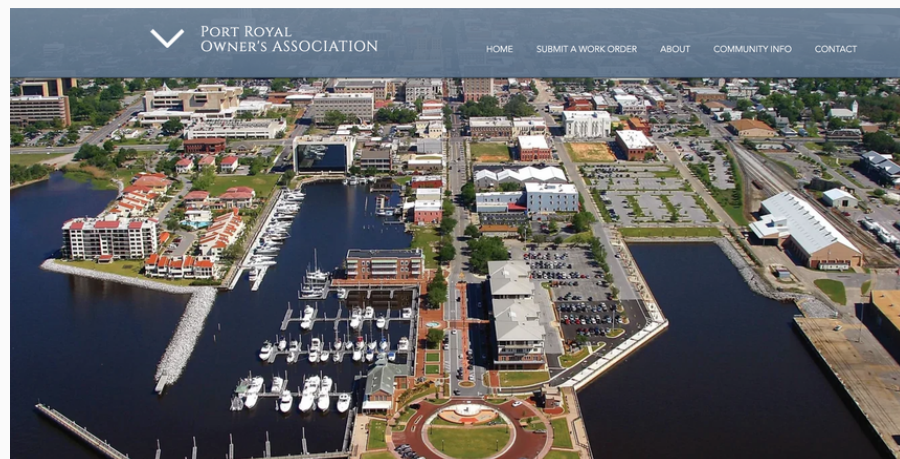 Port Royal
Owner's Association
HOME SUBMIT A WORK ORDER ABOUT COMMUNITY INFO CONTACT